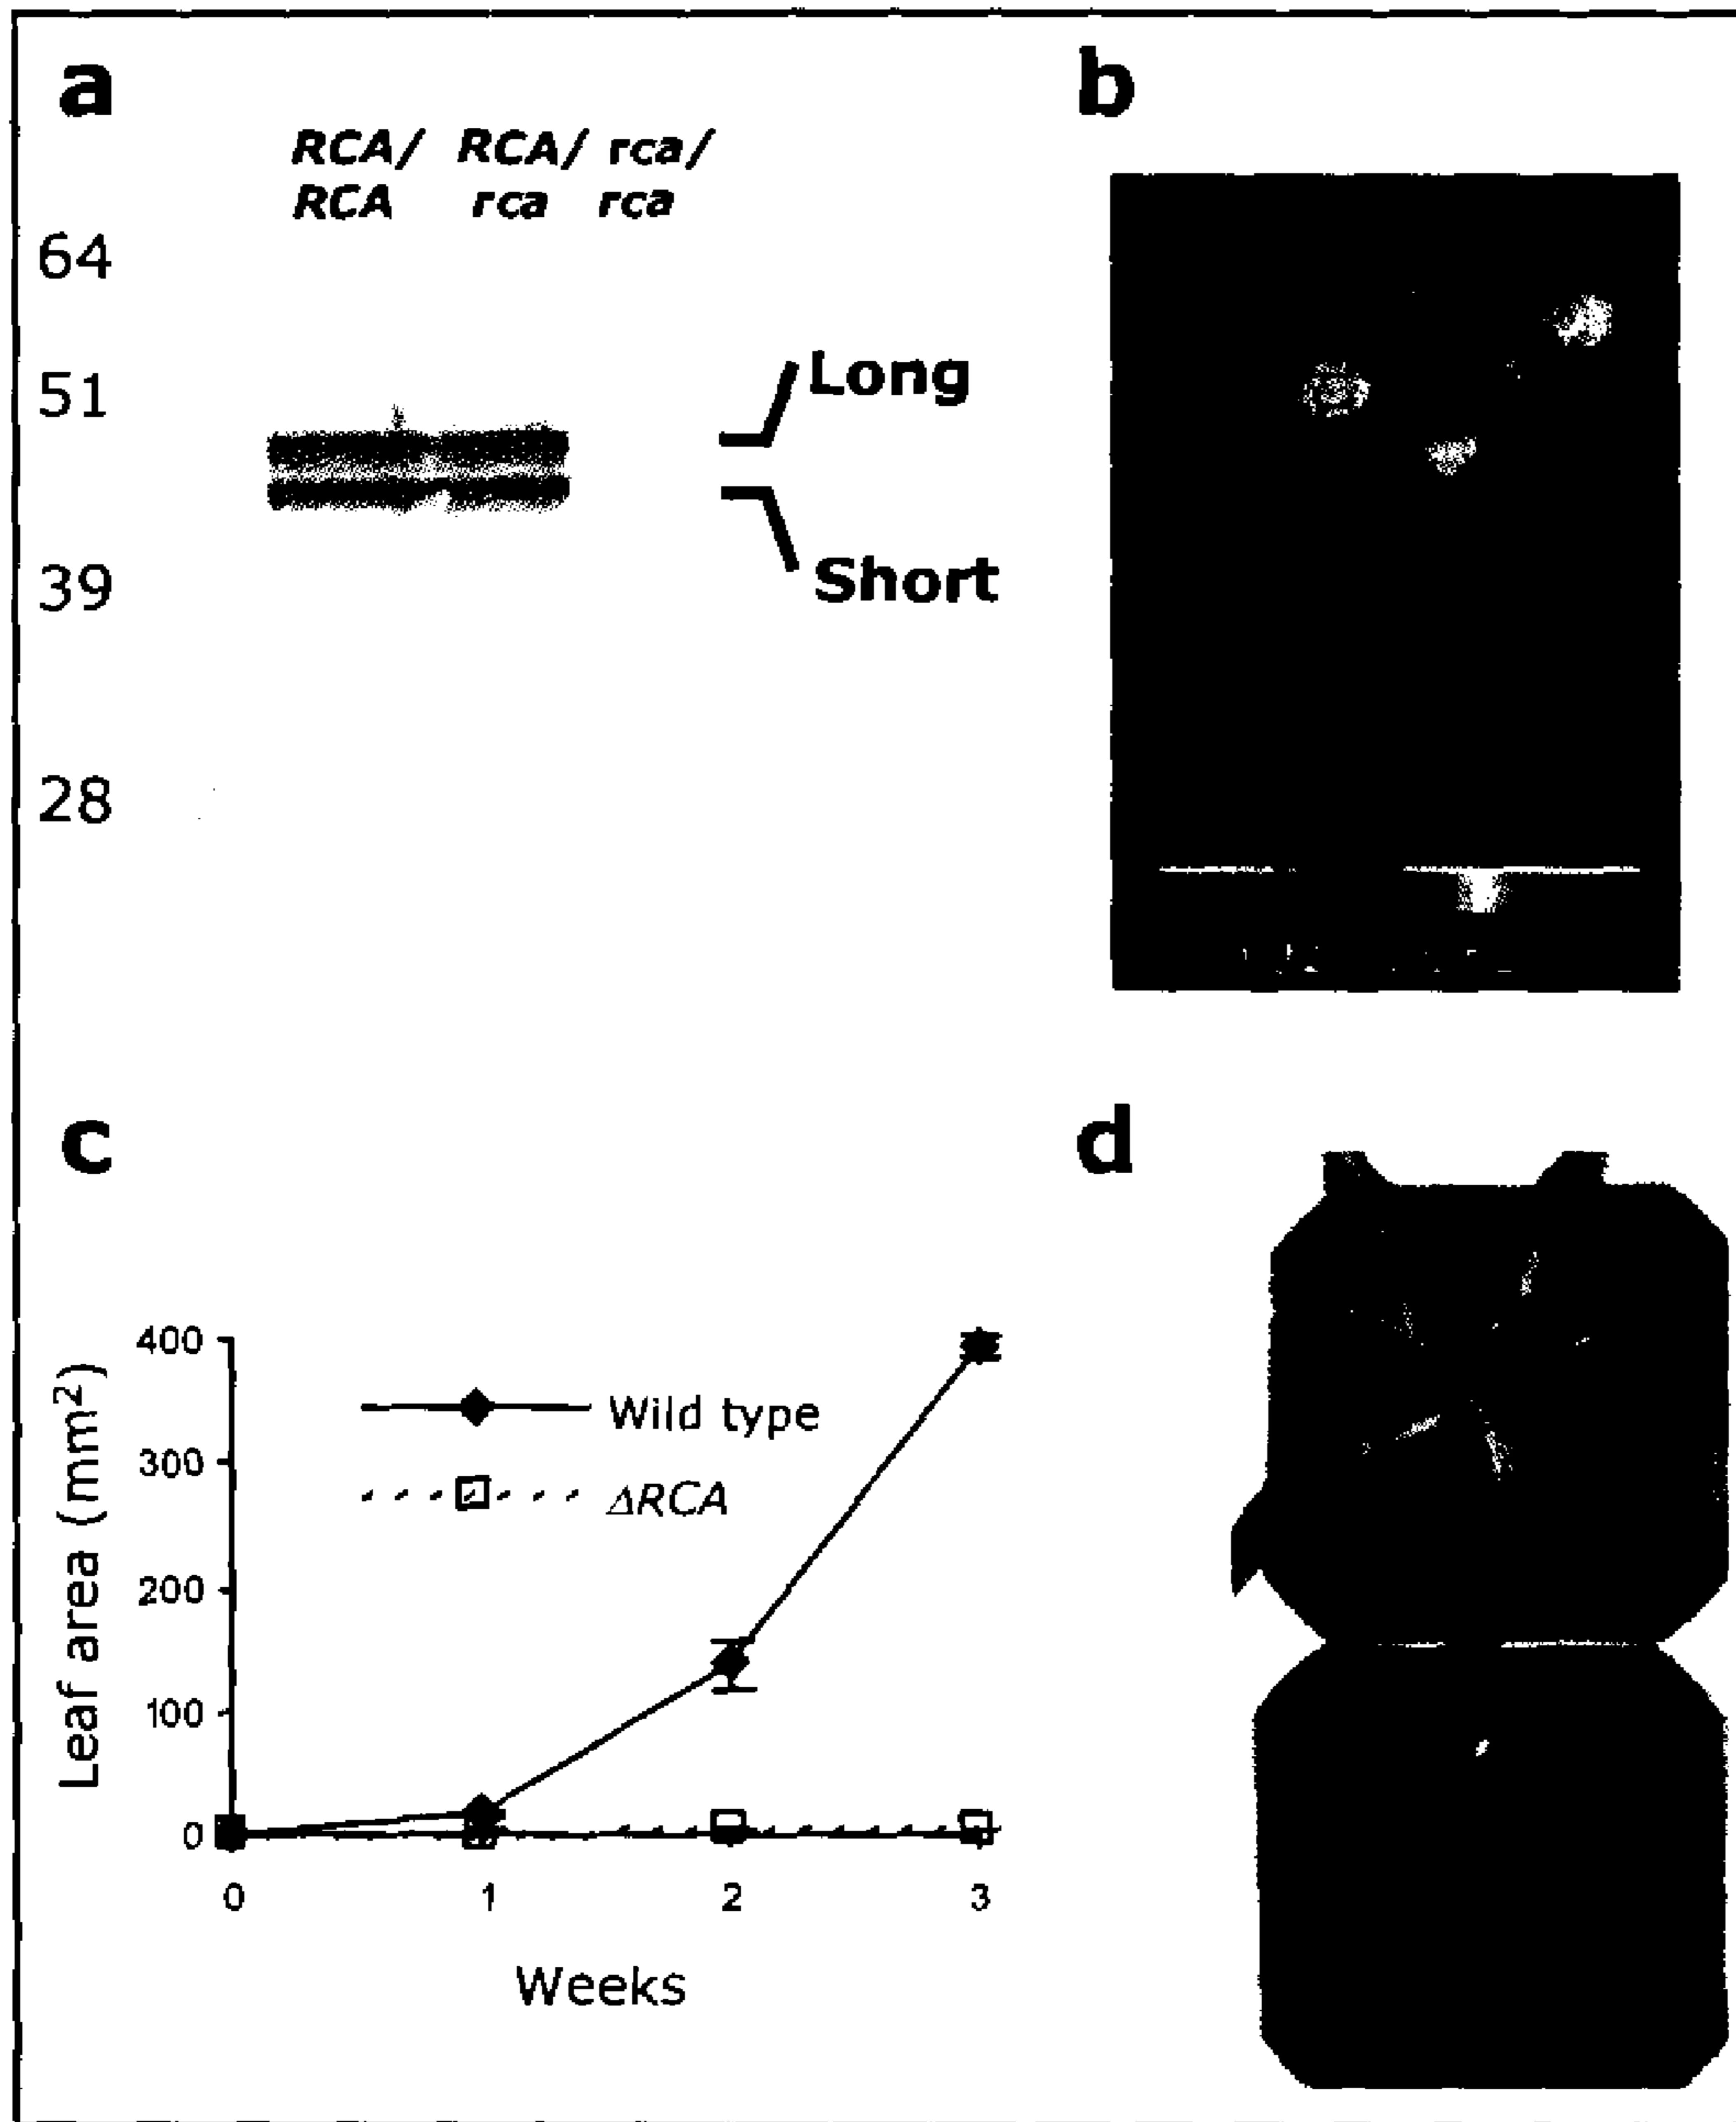 a
RCA/ RCA/ rca/
RCA rca rca
64
51
39
28
Long
Short
b
c
Leaf area (mm²)
400
300
200
100
0
Wild type
ΔRCA
0 1 2 3
Weeks
d